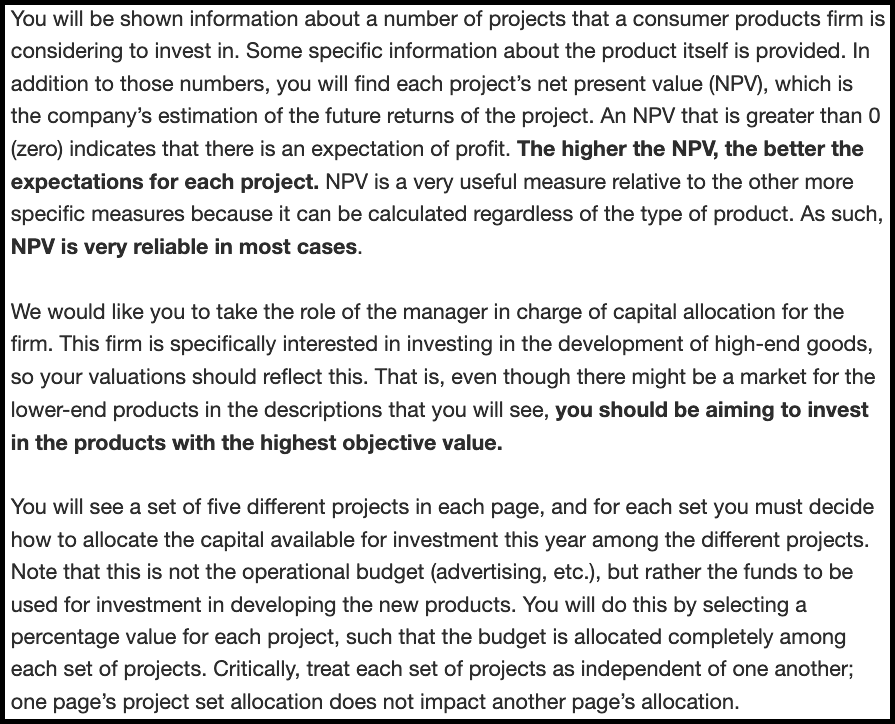 You will be shown information about a number of projects that a consumer products firm is
considering to invest in. Some specific information about the product itself is provided. In
addition to those numbers, you will find each project’s net present value (NPV), which is
the company’s estimation of the future returns of the project. An NPV that is greater than 0
(zero) indicates that there is an expectation of profit. The higher the NPV, the better the
expectations for each project. NPV is a very useful measure relative to the other more
specific measures because it can be calculated regardless of the type of product. As such,
NPV is very reliable in most cases.
We would like you to take the role of the manager in charge of capital allocation for the
firm. This firm is specifically interested in investing in the development of high-end goods,
so your valuations should reflect this. That is, even though there might be a market for the
lower-end products in the descriptions that you will see, you should be aiming to invest
in the products with the highest objective value.
You will see a set of five different projects in each page, and for each set you must decide
how to allocate the capital available for investment this year among the different projects.
Note that this is not the operational budget (advertising, etc.), but rather the funds to be
used for investment in developing the new products. You will do this by selecting a
percentage value for each project, such that the budget is allocated completely among
each set of projects. Critically, treat each set of projects as independent of one another;
one page’s project set allocation does not impact another page’s allocation.